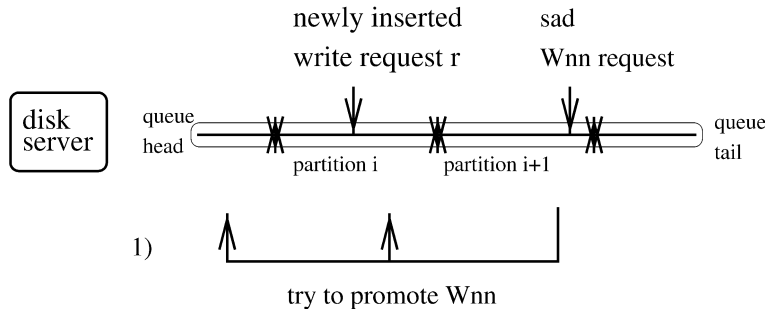 newly inserted
write request r
sad
Wnn request
disk
server
queue
head
partition i
partition i+1
queue
tail
1)
try to promote Wnn